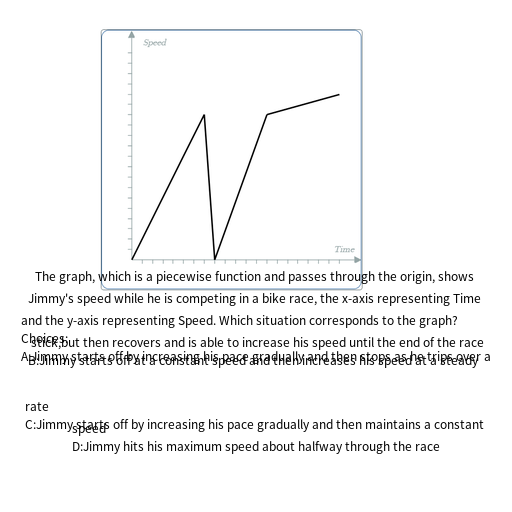 Speed
Time
The graph, which is a piecewise function and passes through the origin, shows
Jimmy's speed while he is competing in a bike race, the x-axis representing Time
and the y-axis representing Speed. Which situation corresponds to the graph?
Choices:
stick,but then recovers and is able to increase his speed until the end of the race
A:Jimmy starts off by increasing his pace gradually and then stops as he trips over a
B:Jimmy starts off at a constant speed and then increases his speed at a steady
rate
C:Jimmy starts off by increasing his pace gradually and then maintains a constant
speed
D:Jimmy hits his maximum speed about halfway through the race